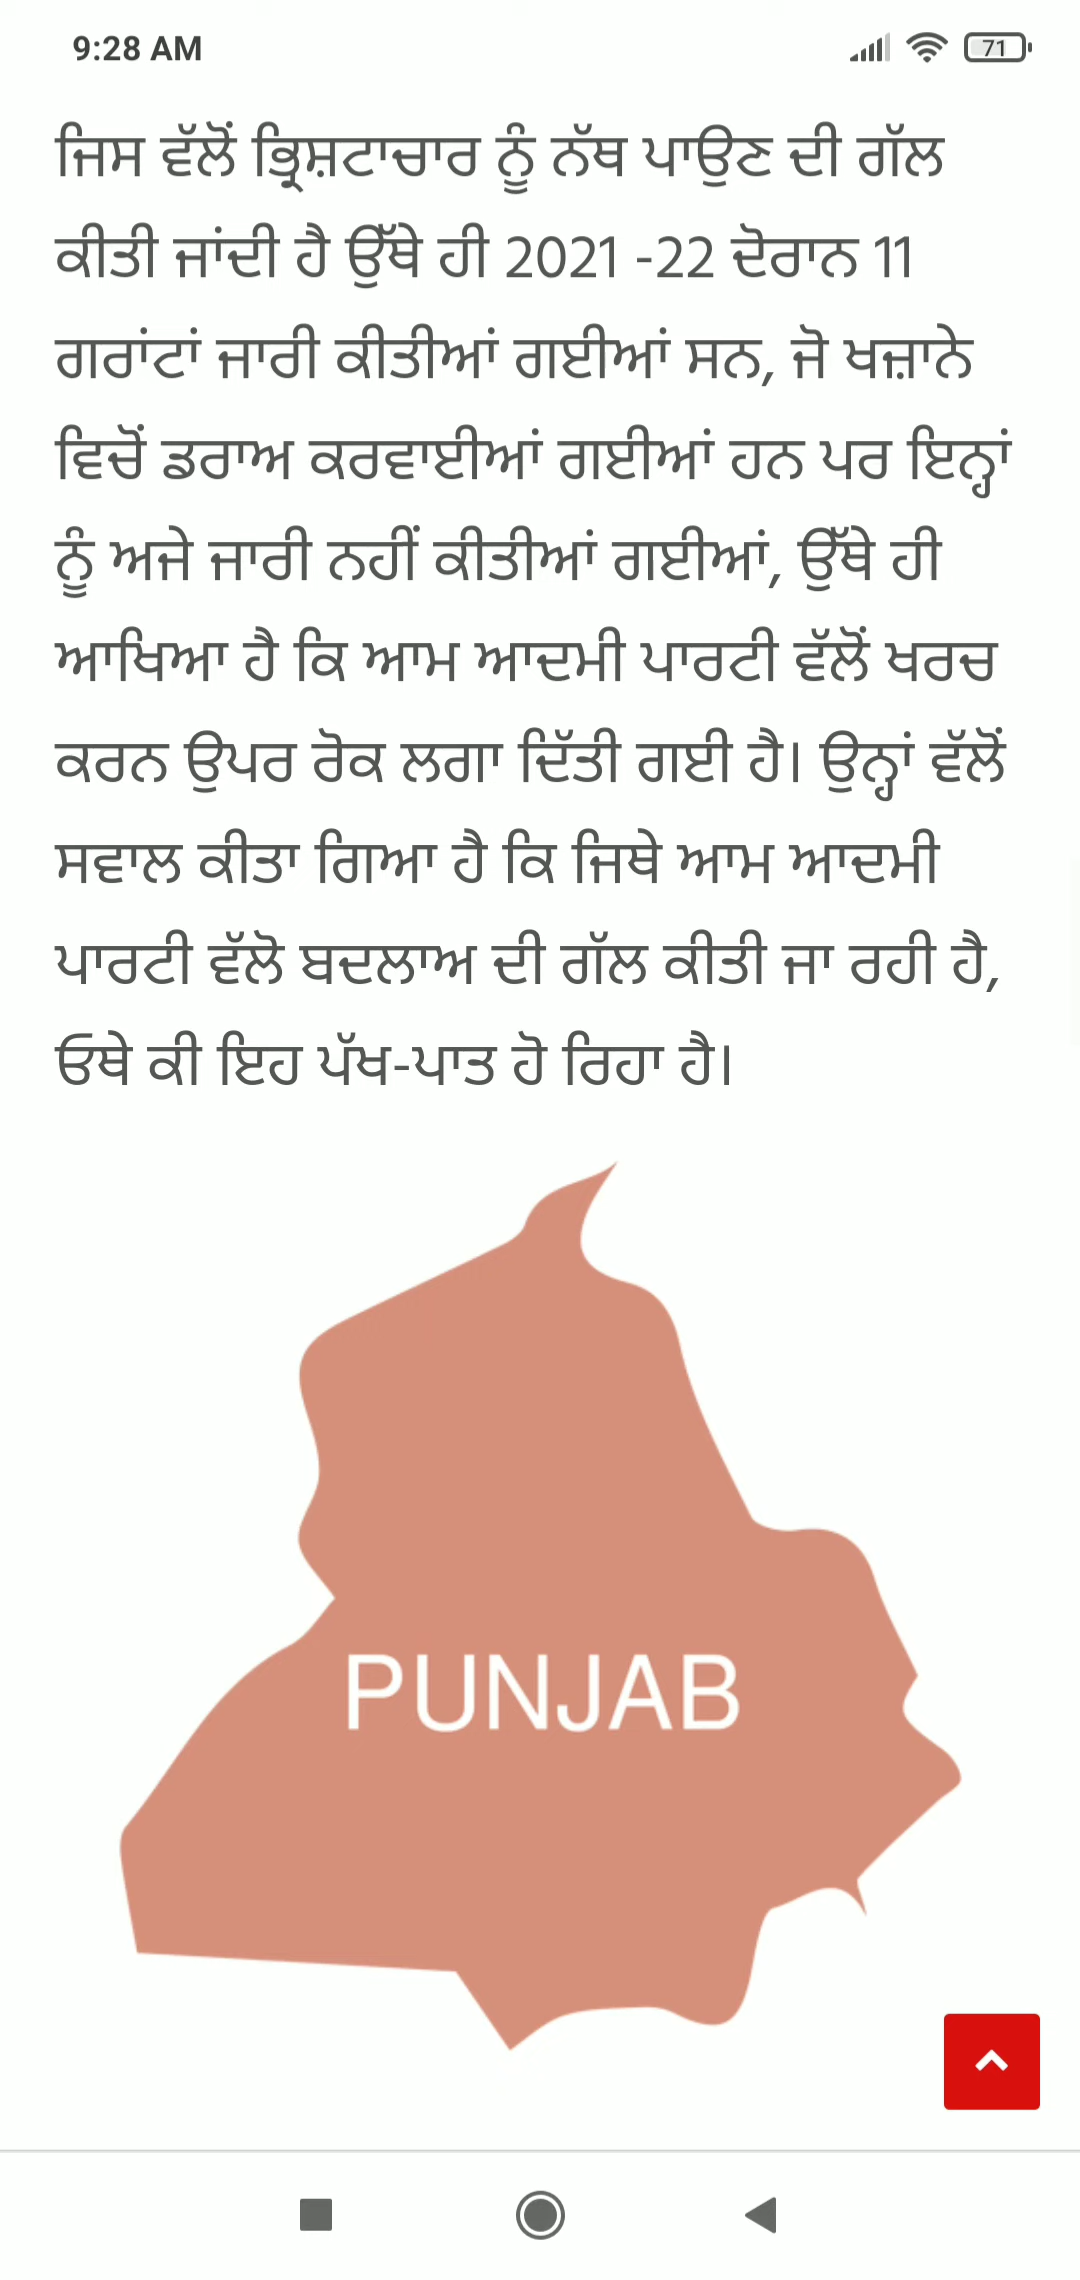 9:28 AM
71
ਜਿਸ ਵੱਲੋਂ ਭ੍ਰਿਸ਼ਟਾਚਾਰ ਨੂੰ ਨੱਥ ਪਾਉਣ ਦੀ ਗੱਲ
ਕੀਤੀ ਜਾਂਦੀ ਹੈ ਉੱਥੇ ਹੀ 2021 -22 ਦੋਰਾਨ 11
ਗਰਾਂਟਾਂ ਜਾਰੀ ਕੀਤੀਆਂ ਗਈਆਂ ਸਨ, ਜੋ ਖਜ਼ਾਨੇ
ਵਿਚੋਂ ਡਰਾਅ ਕਰਵਾਈਆਂ ਗਈਆਂ ਹਨ ਪਰ ਇਨ੍ਹਾਂ
ਨੂੰ ਅਜੇ ਜਾਰੀ ਨਹੀਂ ਕੀਤੀਆਂ ਗਈਆਂ, ਉੱਥੇ ਹੀ
ਆਖਿਆ ਹੈ ਕਿ ਆਮ ਆਦਮੀ ਪਾਰਟੀ ਵੱਲੋਂ ਖਰਚ
ਕਰਨ ਉਪਰ ਰੋਕ ਲਗਾ ਦਿੱਤੀ ਗਈ ਹੈ। ਉਨ੍ਹਾਂ ਵੱਲੋਂ
ਸਵਾਲ ਕੀਤਾ ਗਿਆ ਹੈ ਕਿ ਜਿਥੇ ਆਮ ਆਦਮੀ
ਪਾਰਟੀ ਵੱਲੋ ਬਦਲਾਅ ਦੀ ਗੱਲ ਕੀਤੀ ਜਾ ਰਹੀ ਹੈ,
ਓਥੇ ਕੀ ਇਹ ਪੱਖ-ਪਾਤ ਹੋ ਰਿਹਾ ਹੈ।
PUNJAB